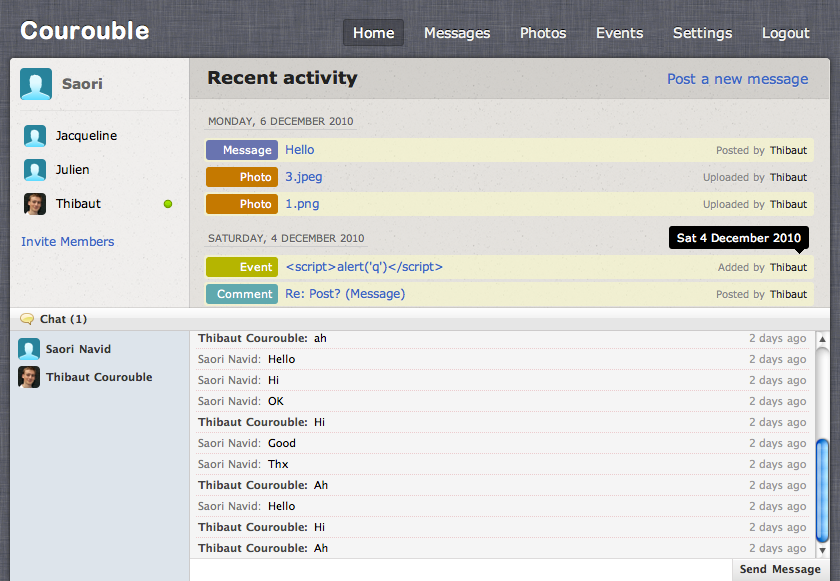 Courouble
Home Messages Photos Events Settings Logout
Saori
Jacqueline
Julien
Thibaut
Invite Members
Recent activity Post a new message
MONDAY, 6 DECEMBER 2010
Message Hello Posted by Thibaut
Photo 3.jpeg Uploaded by Thibaut
Photo 1.png Uploaded by Thibaut
SATURDAY, 4 DECEMBER 2010 Sat 4 December 2010
Event <script>alert('q')</script> Added by Thibaut
Comment Re: Post? (Message) Posted by Thibaut
Chat (1)
Saori Navid
Thibaut Courouble
Thibaut Courouble: ah 2 days ago
Saori Navid: Hello 2 days ago
Saori Navid: Hi 2 days ago
Saori Navid: OK 2 days ago
Thibaut Courouble: Hi 2 days ago
Saori Navid: Good 2 days ago
Saori Navid: Thx 2 days ago
Thibaut Courouble: Ah 2 days ago
Saori Navid: Hello 2 days ago
Thibaut Courouble: Hi 2 days ago
Thibaut Courouble: Ah 2 days ago
Send Message